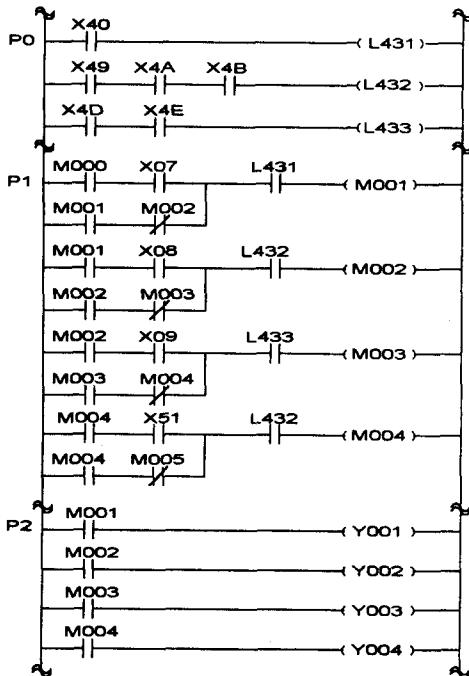 X40
P0 (L431)
X49 X4A X4B
(L432)
X4D X4E
(L433)
M000 X07 L431
P1 (M001)
M001 M002
M001 X08 L432
(M002)
M002 M003
M002 X09 L433
(M003)
M003 M004
M004 X51 L432
(M004)
M004 M005
M001
P2 (Y001)
M002
(Y002)
M003
(Y003)
M004
(Y004)